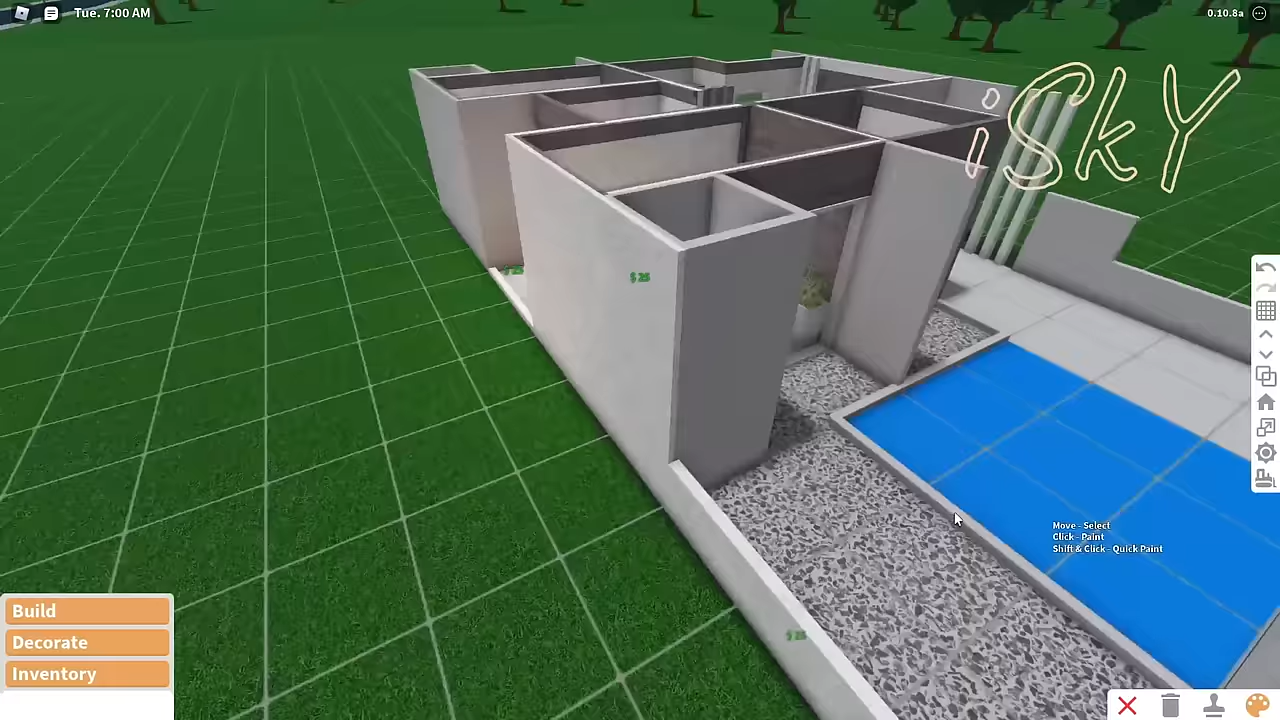 Tue. 7:00 AM
0.10.8a
iSkY
$25
$25
$25
Move - Select
Click - Paint
Shift & Click - Quick Paint
Build
Decorate
Inventory